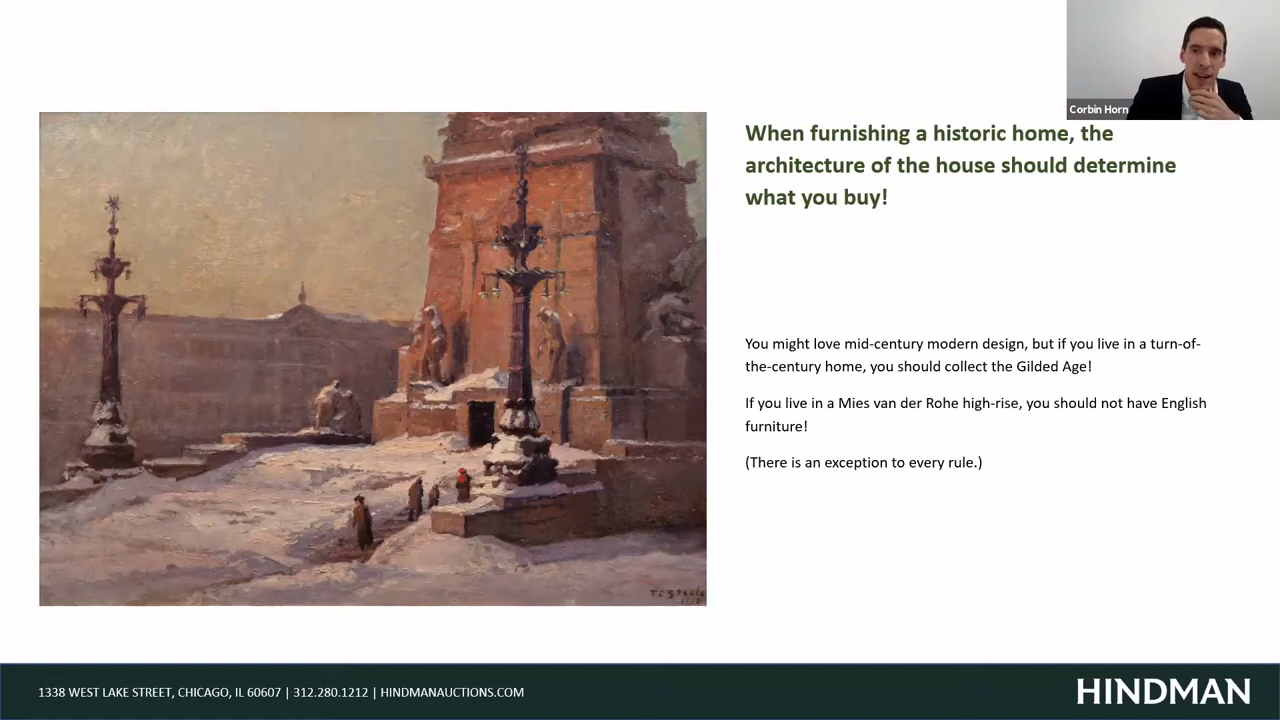 Corbin Horn
When furnishing a historic home, the
architecture of the house should determine
what you buy!
You might love mid-century modern design, but if you live in a turn-of-
the-century home, you should collect the Gilded Age!
If you live in a Mies van der Rohe high-rise, you should not have English
furniture!
(There is an exception to every rule.)
1338 WEST LAKE STREET, CHICAGO, IL 60607 | 312.280.1212 | HINDMANAUCTIONS.COM
HINDMAN